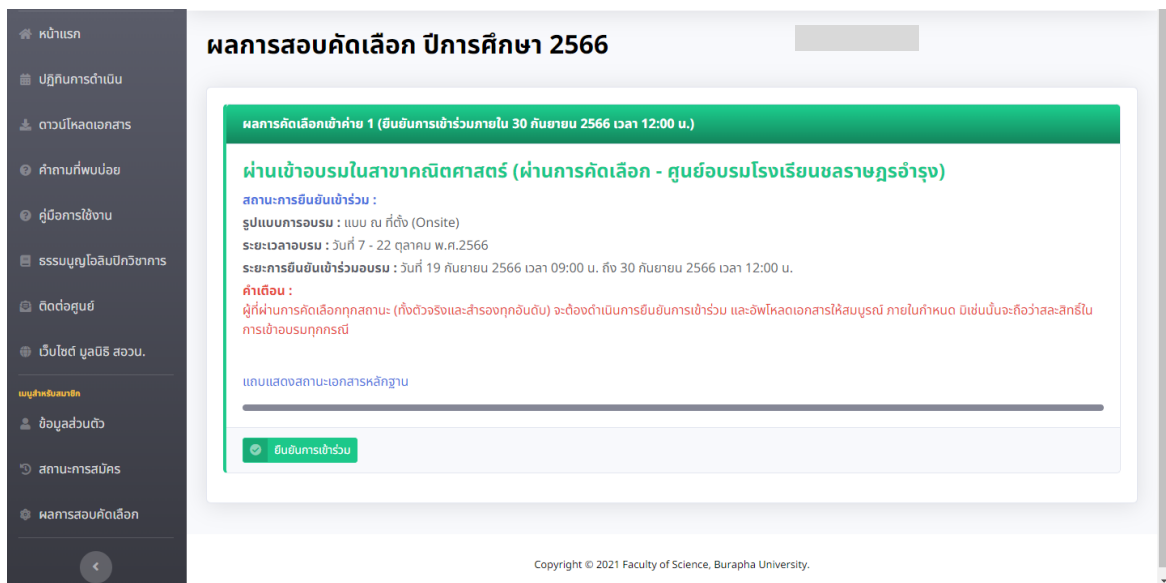 หน้าแรก
ปฏิทินการดำเนิน
ดาวน์โหลดเอกสาร
คำถามที่พบบ่อย
คู่มือการใช้งาน
ธรรมนูญโอลิมปิกวิชาการ
ติดต่อศูนย์
เว็บไซต์ มูลนิธิ สอวน.
เมนูสำหรับสมาชิก
ข้อมูลส่วนตัว
สถานะการสมัคร
ผลการสอบคัดเลือก
ผลการสอบคัดเลือก ปีการศึกษา 2566
ผลการคัดเลือกเข้าค่าย 1 (ยืนยันการเข้าร่วมภายใน 30 กันยายน 2566 เวลา 12:00 น.)
ผ่านเข้าอบรมในสาขาคณิตศาสตร์ (ผ่านการคัดเลือก - ศูนย์อบรมโรงเรียนชลราษฎรอำรุง)
สถานะการยืนยันเข้าร่วม :
รูปแบบการอบรม : แบบ ณ ที่ตั้ง (Onsite)
ระยะเวลาอบรม : วันที่ 7 - 22 ตุลาคม พ.ศ.2566
ระยะการยืนยันเข้าร่วมอบรม : วันที่ 19 กันยายน 2566 เวลา 09:00 น. ถึง 30 กันยายน 2566 เวลา 12:00 น.
คำเตือน :
ผู้ที่ผ่านการคัดเลือกทุกสถานะ (ทั้งตัวจริงและสำรองทุกอันดับ) จะต้องดำเนินการยืนยันการเข้าร่วม และอัพโหลดเอกสารให้สมบูรณ์ ภายในกำหนด มิเช่นนั้นจะถือว่าสละสิทธิ์ใน
การเข้าอบรมทุกกรณี
แถบแสดงสถานะเอกสารหลักฐาน
ยืนยันการเข้าร่วม
Copyright © 2021 Faculty of Science, Burapha University.